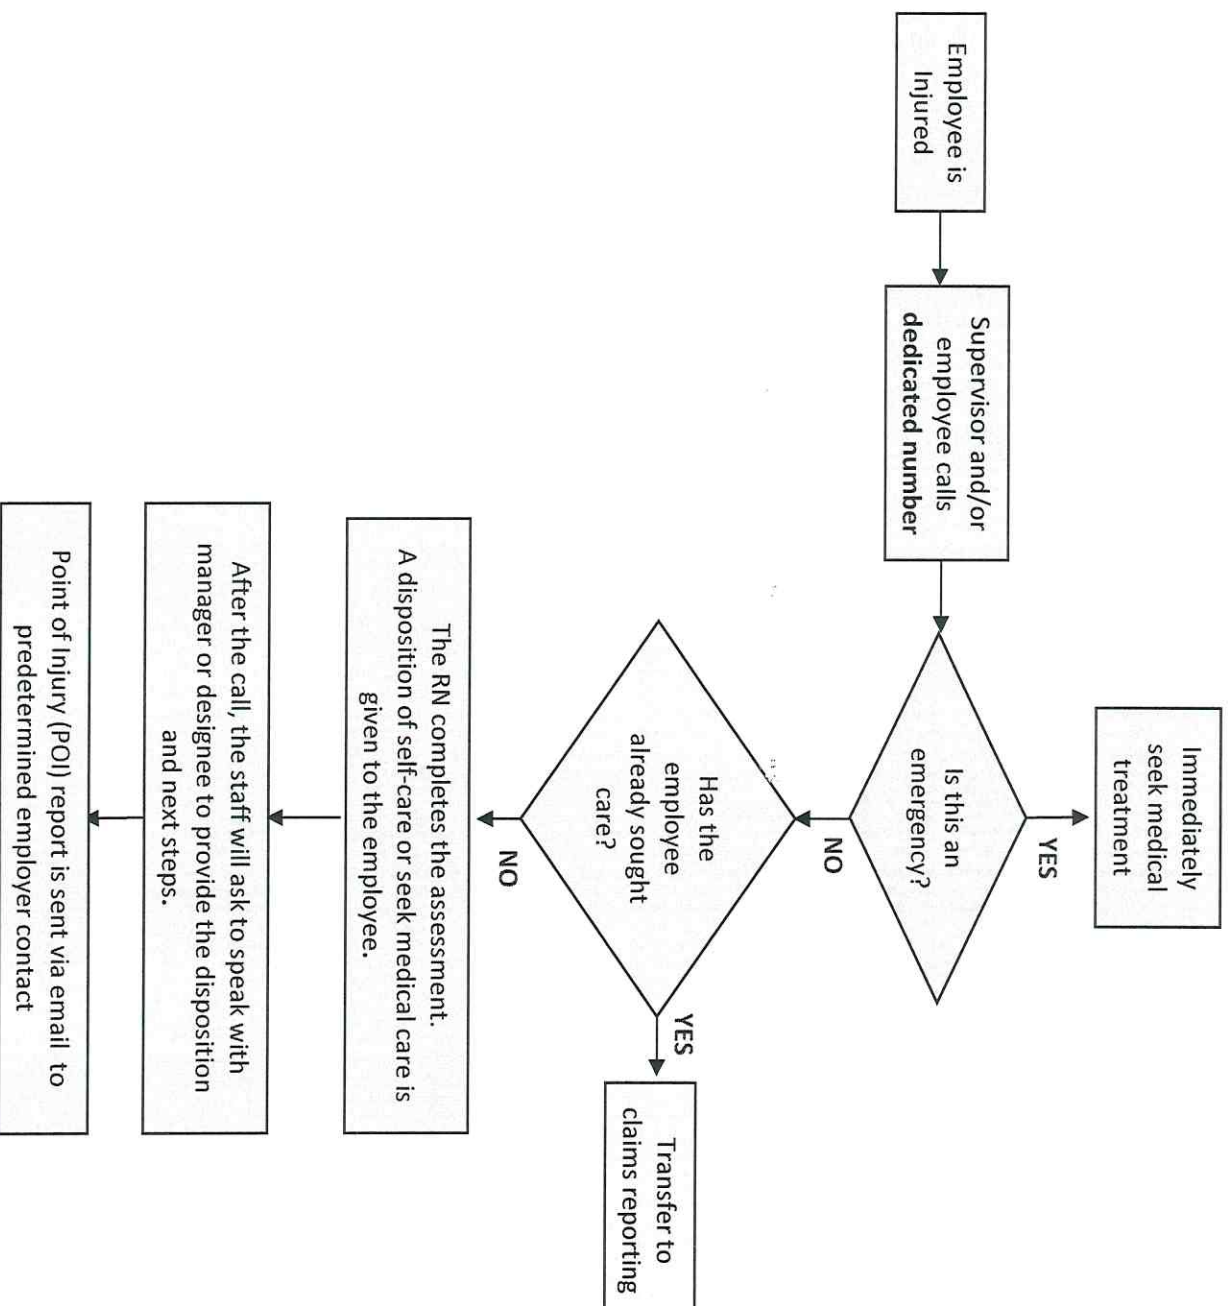 Employee is
Injured
Supervisor and/or
employee calls
dedicated number
Is this an
emergency?
YES
Immediately
seek medical
treatment
NO
Has the
employee
already sought
care?
YES
Transfer to
claims reporting
NO
The RN completes the assessment.
A disposition of self-care or seek medical care is
given to the employee.
After the call, the staff will ask to speak with
manager or designee to provide the disposition
and next steps.
Point of Injury (POI) report is sent via email to
predetermined employer contact